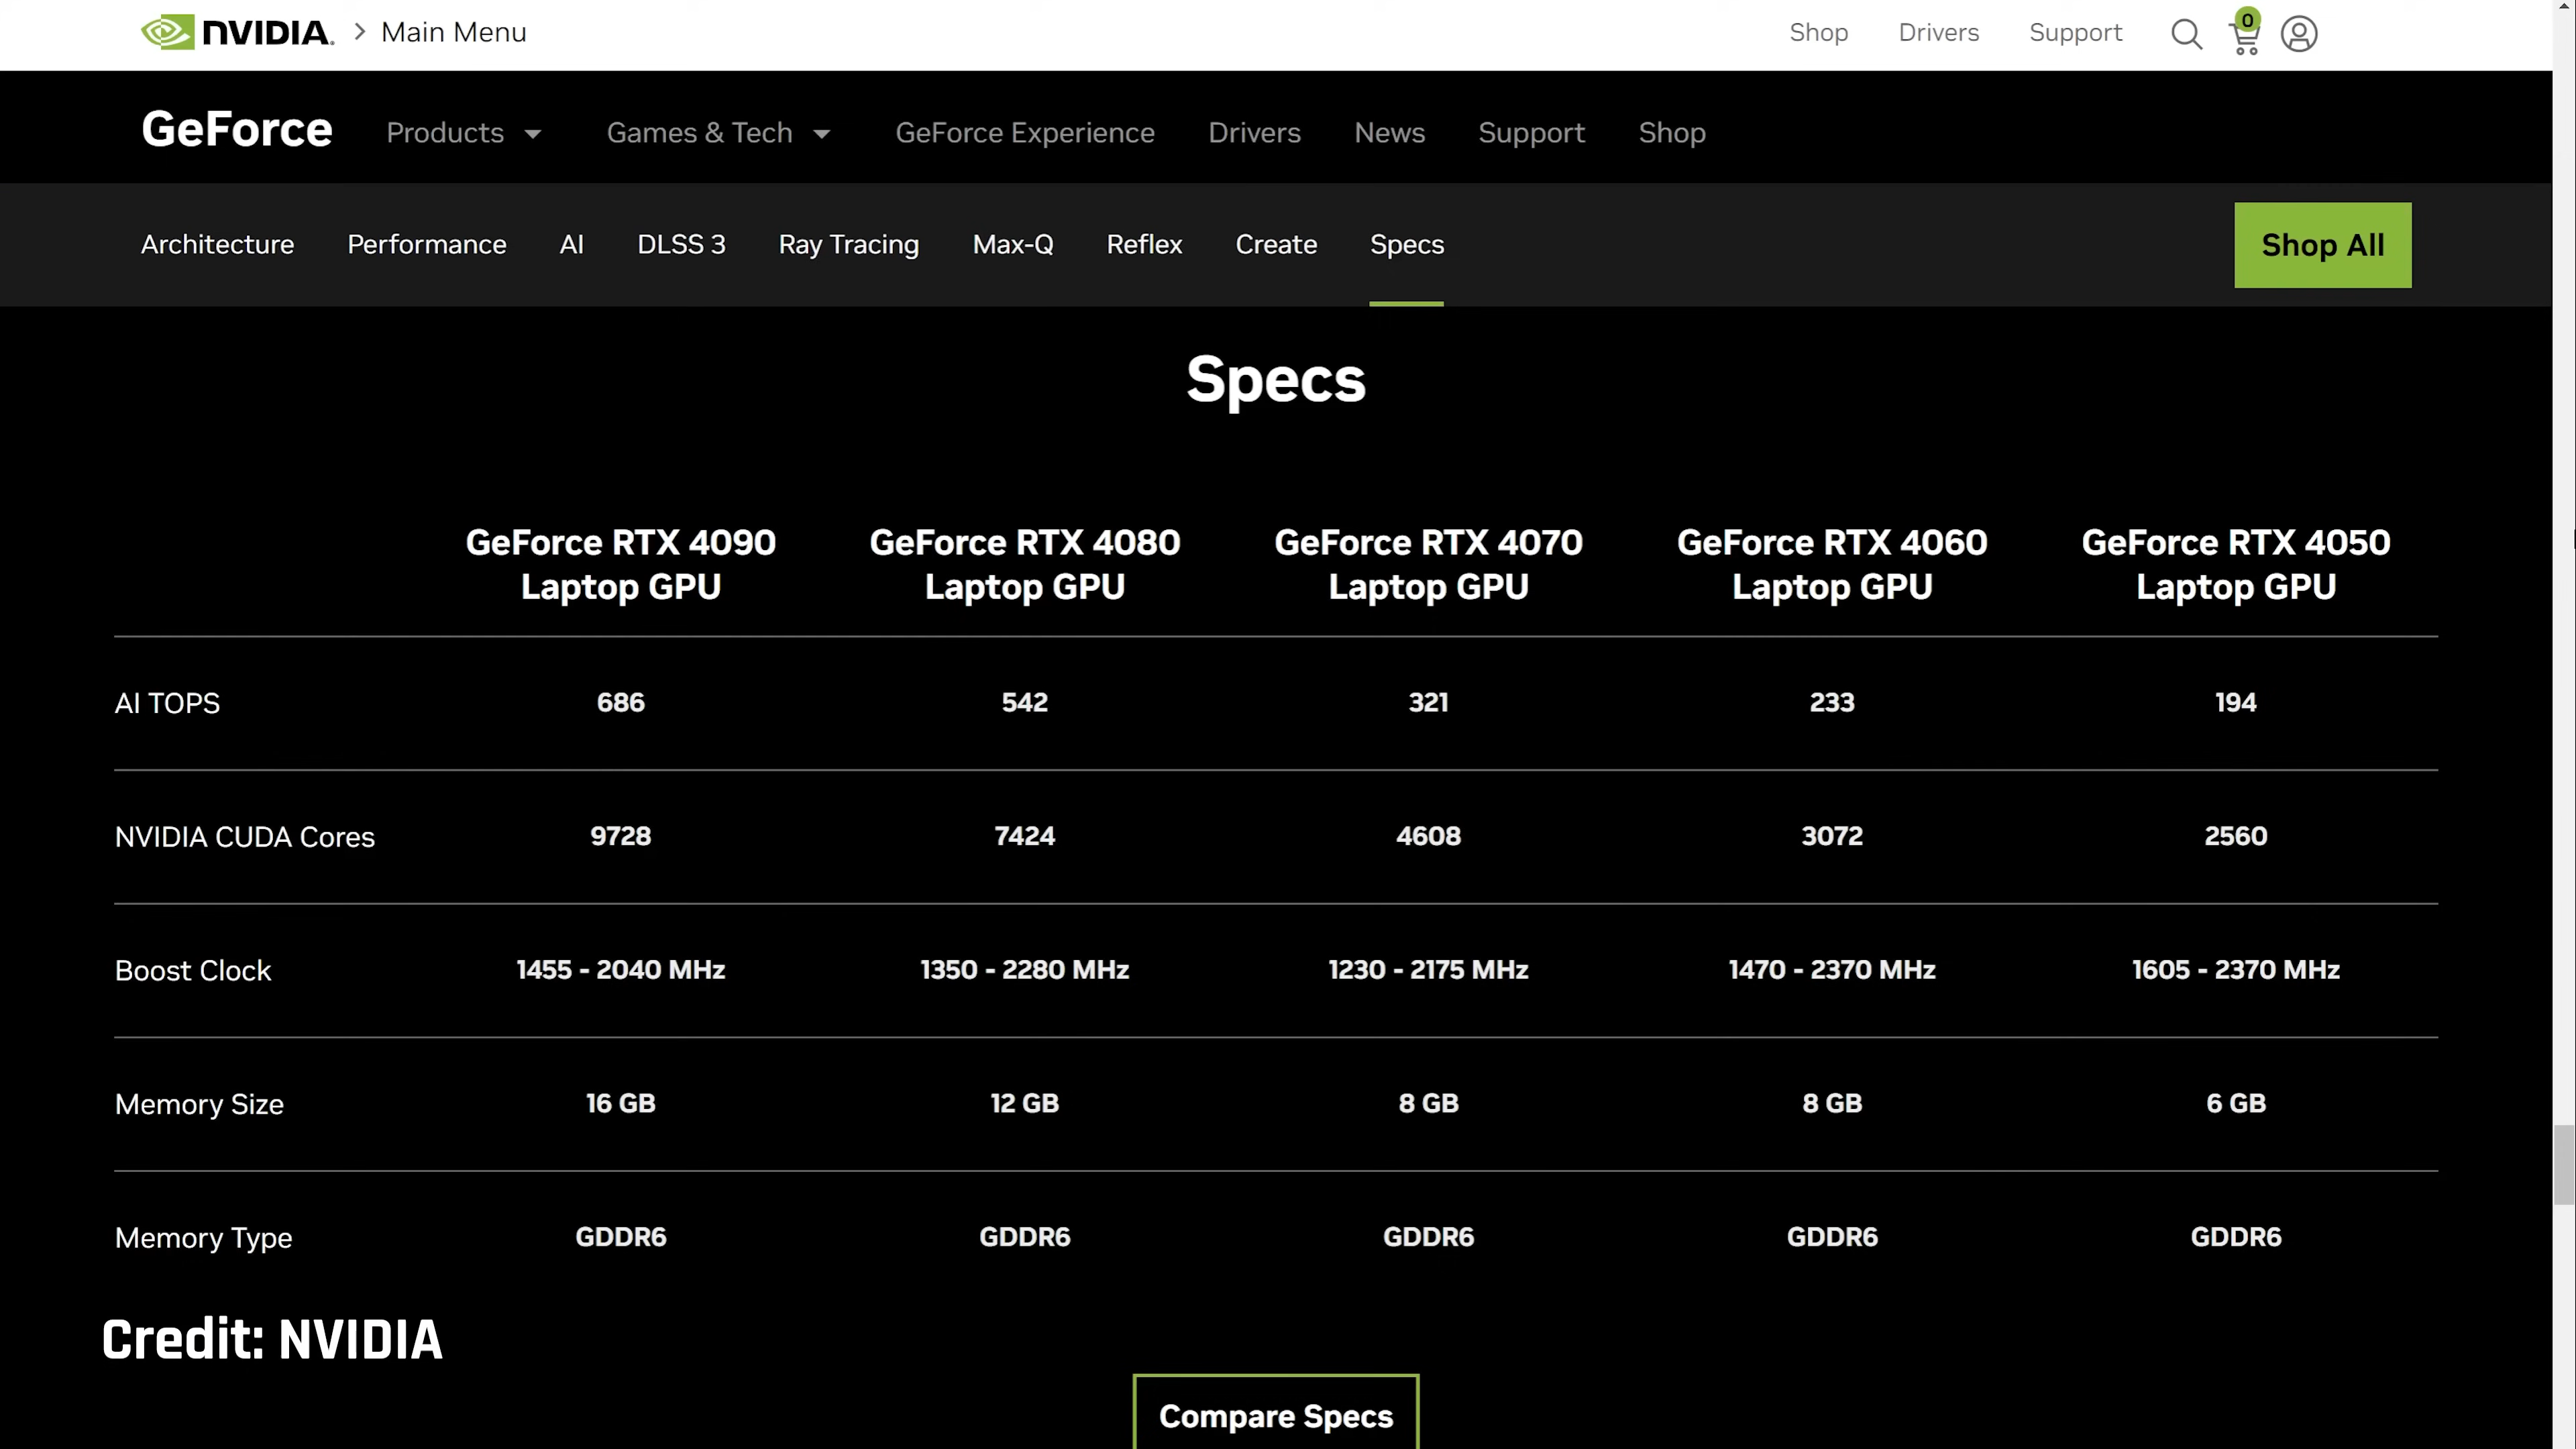 NVIDIA. > Main Menu Shop Drivers Support 0
GeForce Products Games & Tech GeForce Experience Drivers News Support Shop
Architecture Performance AI DLSS 3 Ray Tracing Max-Q Reflex Create Specs Shop All
Specs
GeForce RTX 4090 GeForce RTX 4080 GeForce RTX 4070 GeForce RTX 4060 GeForce RTX 4050
Laptop GPU Laptop GPU Laptop GPU Laptop GPU Laptop GPU
AI TOPS 686 542 321 233 194
NVIDIA CUDA Cores 9728 7424 4608 3072 2560
Boost Clock 1455 - 2040 MHz 1350 - 2280 MHz 1230 - 2175 MHz 1470 - 2370 MHz 1605 - 2370 MHz
Memory Size 16 GB 12 GB 8 GB 8 GB 6 GB
Memory Type GDDR6 GDDR6 GDDR6 GDDR6 GDDR6
Credit: NVIDIA
Compare Specs